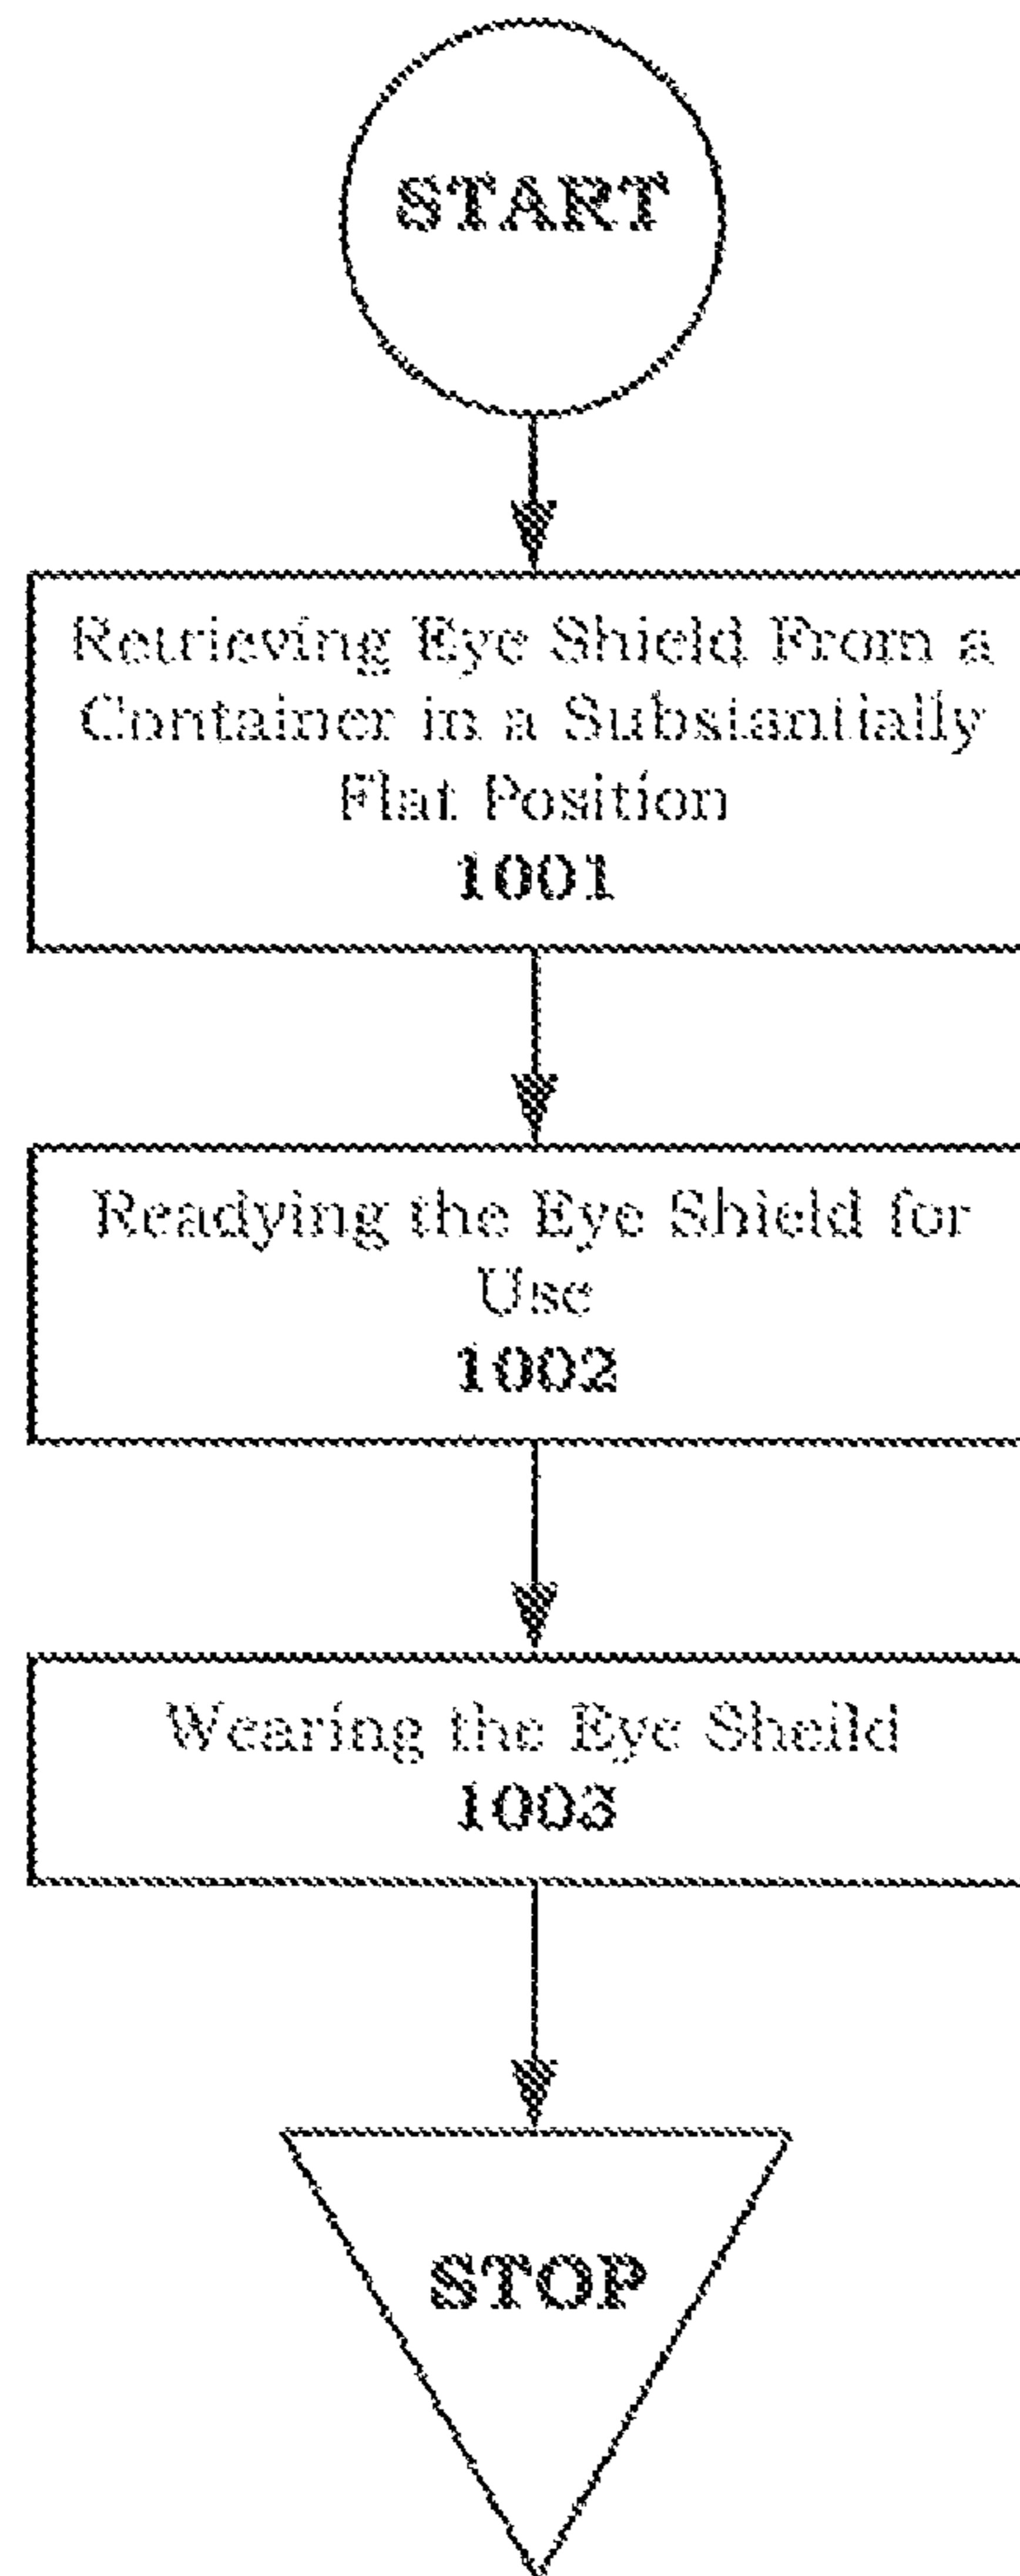 START
Retrieving Eye Shield From a
Container in a Substantially
Flat Position
1001
Readying the Eye Shield for
Use
1002
Wearing the Eye Sheild
1003
STOP